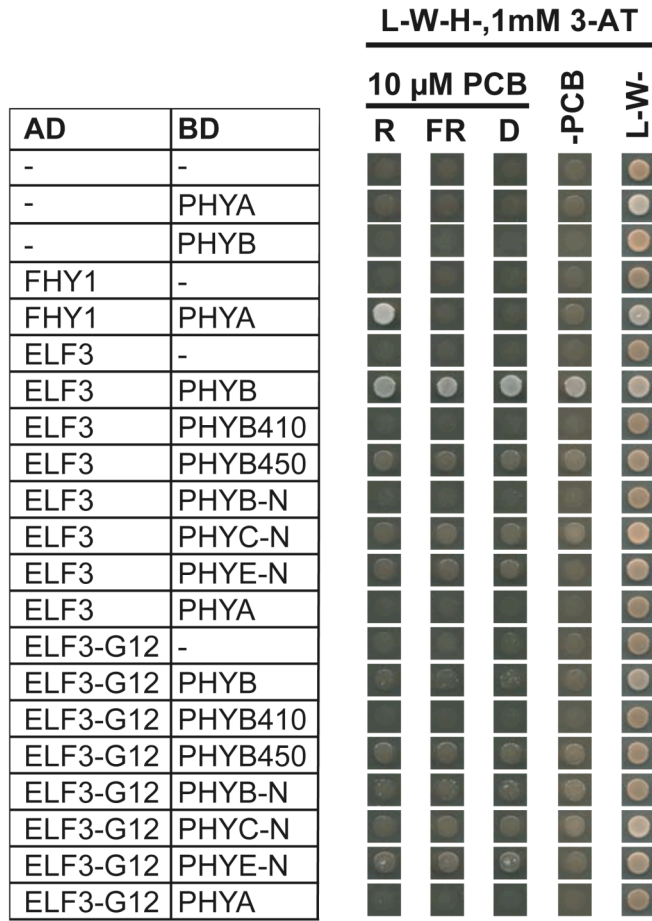 L-W-H-,1mM 3-AT
10 µM PCB
-PCB
L-W-
AD BD R FR D
- -
- PHYA
- PHYB
FHY1 -
FHY1 PHYA
ELF3 -
ELF3 PHYB
ELF3 PHYB410
ELF3 PHYB450
ELF3 PHYB-N
ELF3 PHYC-N
ELF3 PHYE-N
ELF3 PHYA
ELF3-G12 -
ELF3-G12 PHYB
ELF3-G12 PHYB410
ELF3-G12 PHYB450
ELF3-G12 PHYB-N
ELF3-G12 PHYC-N
ELF3-G12 PHYE-N
ELF3-G12 PHYA